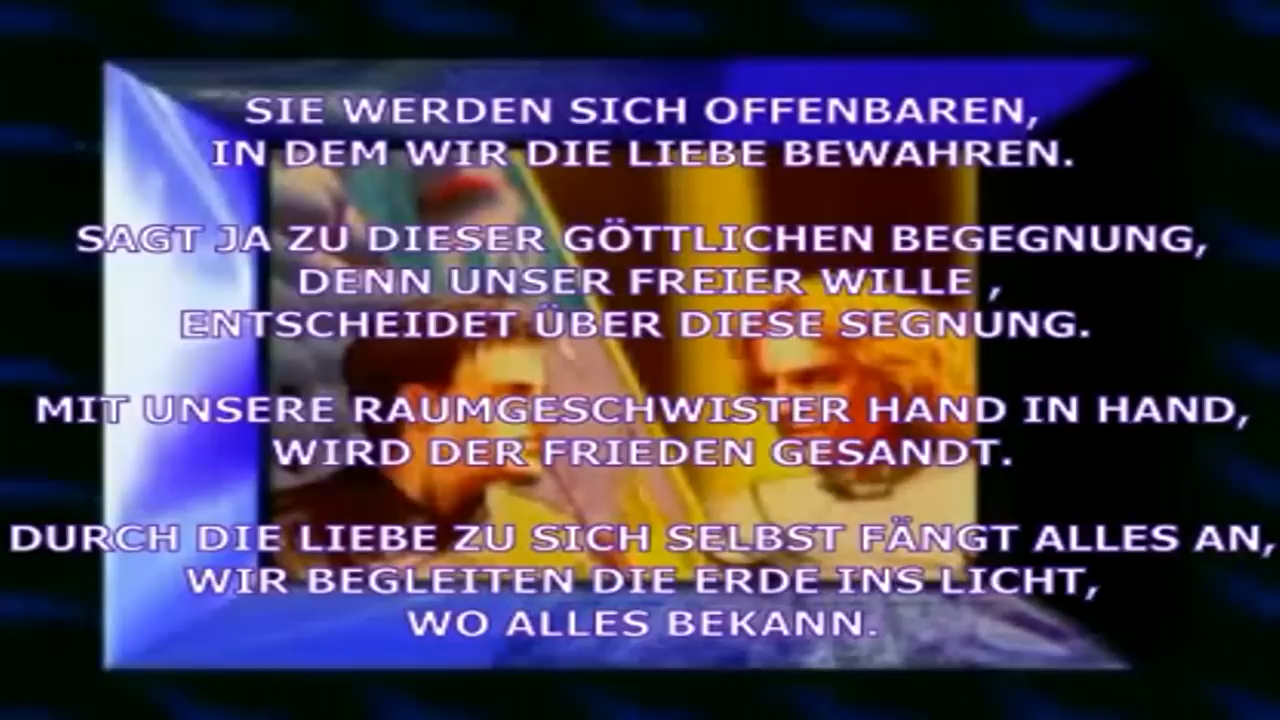 SIE WERDEN SICH OFFENBAREN,
IN DEM WIR DIE LIEBE BEWAHREN.
SAGT JA ZU DIESER GÖTTLICHEN BEGEGNUNG,
DENN UNSER FREIER WILLE ,
ENTSCHEIDET ÜBER DIESE SEGNUNG.
MIT UNSERE RAUMGESCHWISTER HAND IN HAND,
WIRD DER FRIEDEN GESANDT.
DURCH DIE LIEBE ZU SICH SELBST FÄNGT ALLES AN,
WIR BEGLEITEN DIE ERDE INS LICHT,
WO ALLES BEKANN.